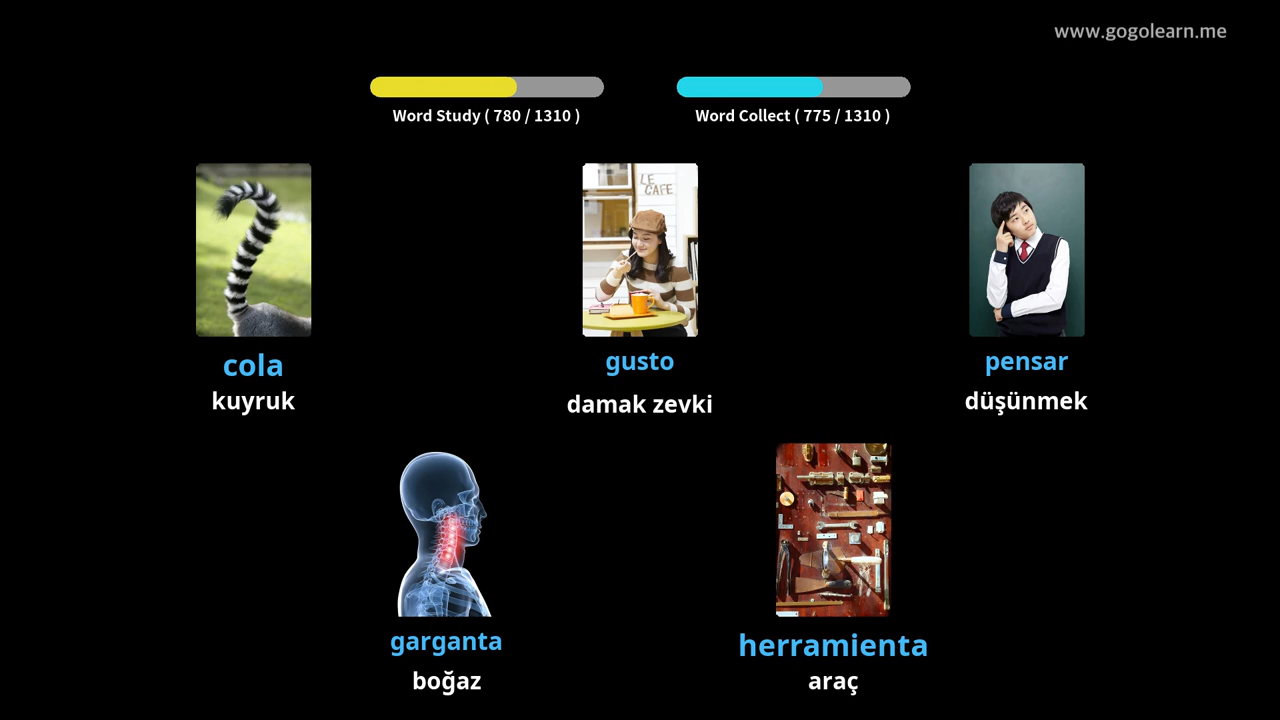 www.gogolearn.me
Word Study ( 780 / 1310 )
Word Collect ( 775 / 1310 )
LE
CAFE
cola
kuyruk
gusto
damak zevki
pensar
düşünmek
garganta
boğaz
herramienta
araç